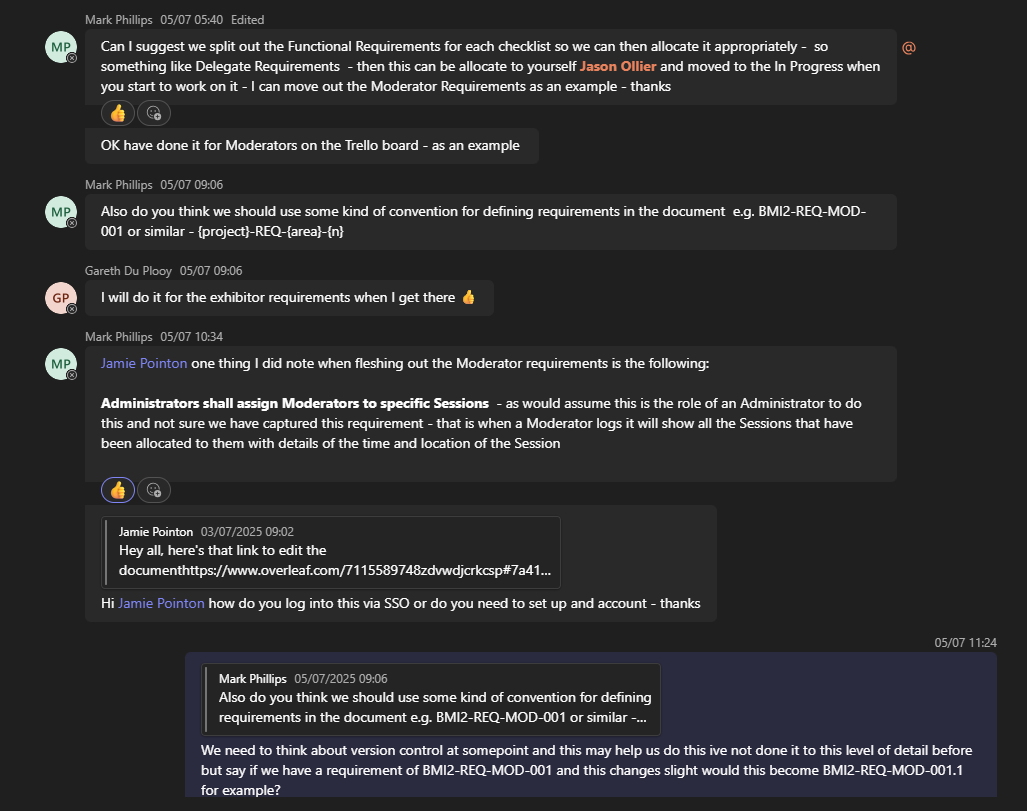 Mark Phillips 05/07 05:40 Edited
MP
Can I suggest we split out the Functional Requirements for each checklist so we can then allocate it appropriately - so
@
something like Delegate Requirements - then this can be allocate to yourself Jason Ollier and moved to the In Progress when
you start to work on it - I can move out the Moderator Requirements as an example - thanks
OK have done it for Moderators on the Trello board - as an example
Mark Phillips 05/07 09:06
MP
Also do you think we should use some kind of convention for defining requirements in the document e.g. BMI2-REQ-MOD-
001 or similar - {project}-REQ-{area}-{n}
Gareth Du Plooy 05/07 09:06
GP
I will do it for the exhibitor requirements when I get there 👍
Mark Phillips 05/07 10:34
MP
Jamie Pointon one thing I did note when fleshing out the Moderator requirements is the following:
Administrators shall assign Moderators to specific Sessions - as would assume this is the role of an Administrator to do
this and not sure we have captured this requirement - that is when a Moderator logs it will show all the Sessions that have
been allocated to them with details of the time and location of the Session
Jamie Pointon 03/07/2025 09:02
Hey all, here's that link to edit the
documenthttps://www.overleaf.com/7115589748zdvwdjcrkcsp#7a41...
Hi Jamie Pointon how do you log into this via SSO or do you need to set up and account - thanks
05/07 11:24
Mark Phillips 05/07/2025 09:06
Also do you think we should use some kind of convention for defining
requirements in the document e.g. BMI2-REQ-MOD-001 or similar -...
We need to think about version control at somepoint and this may help us do this ive not done it to this level of detail before
but say if we have a requirement of BMI2-REQ-MOD-001 and this changes slight would this become BMI2-REQ-MOD-001.1
for example?